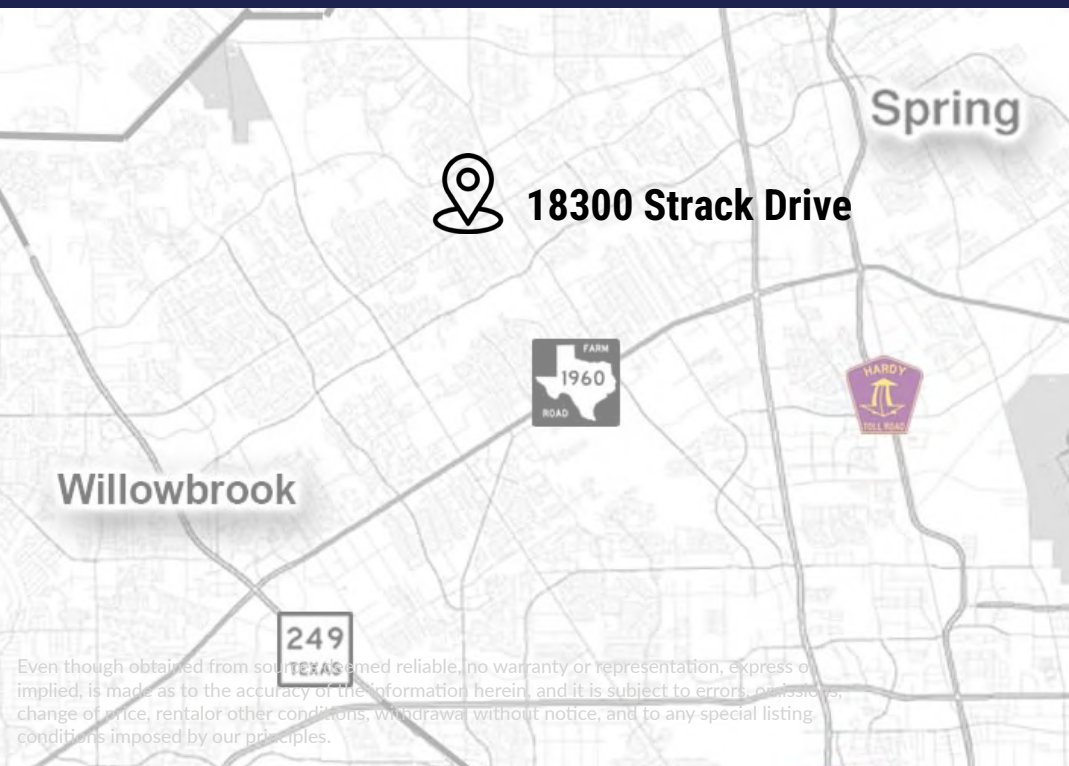 Spring
18300 Strack Drive
FARM
1960
ROAD
HARDY
TOLL ROAD
Willowbrook
249
TEXAS
Even though obtained from sources deemed reliable, no warranty or representation, express or
implied, is made as to the accuracy of the information herein, and it is subject to errors, omissions,
change of price, rentalor other conditions, withdrawal without notice, and to any special listing
conditions imposed by our principles.